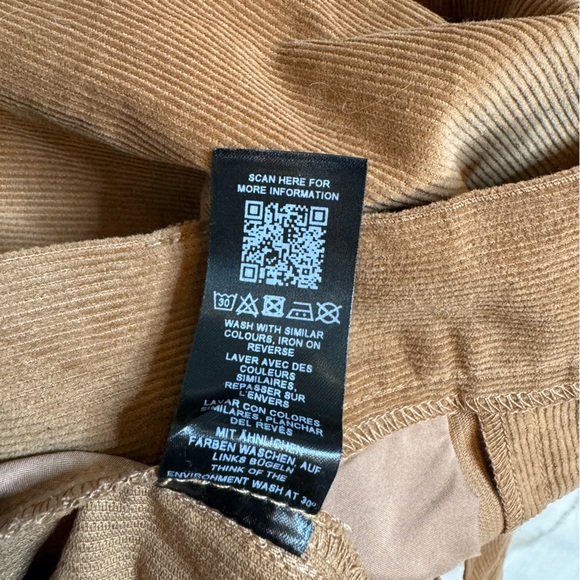 SCAN HERE FOR
MORE INFORMATION
30
WASH WITH SIMILAR
COLOURS, IRON ON
REVERSE
LAVER AVEC DES
COULEURS
SIMILAIRES,
REPASSER SUR
L'ENVERS
LAVAR CON COLORES
SIMILARES, PLANCHAR
DEL REVÉS
MIT ÄHNLICHEN
FARBEN WASCHEN, AUF
LINKS BÜGELN
THINK OF THE
ENVIRONMENT WASH AT 30°